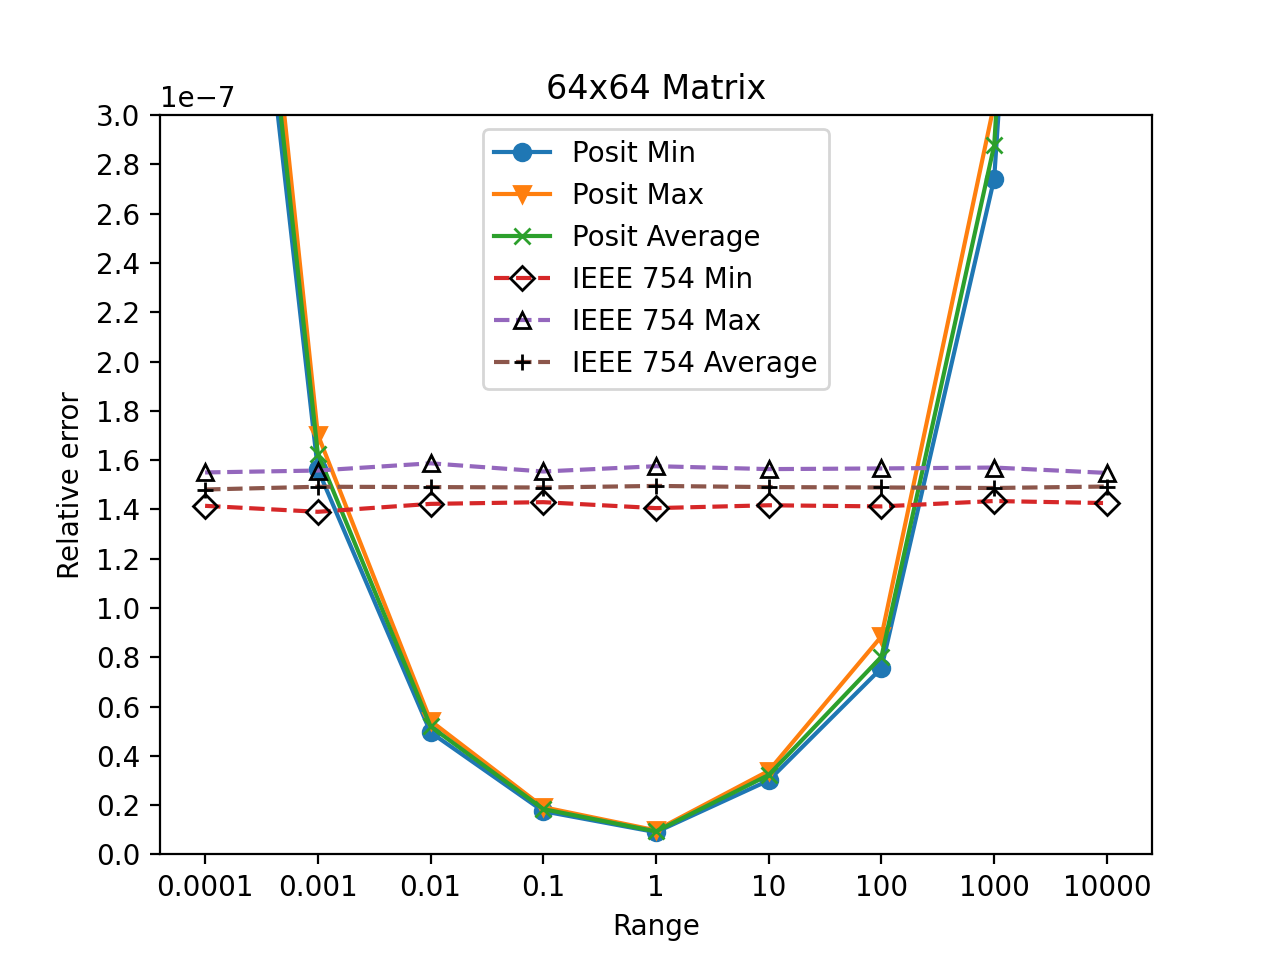 64x64 Matrix
1e−7
3.0
2.8
2.6
2.4
2.2
2.0
1.8
1.6
1.4
1.2
1.0
0.8
0.6
0.4
0.2
0.0
Relative error
Posit Min
Posit Max
Posit Average
IEEE 754 Min
IEEE 754 Max
IEEE 754 Average
0.0001 0.001 0.01 0.1 1 10 100 1000 10000
Range